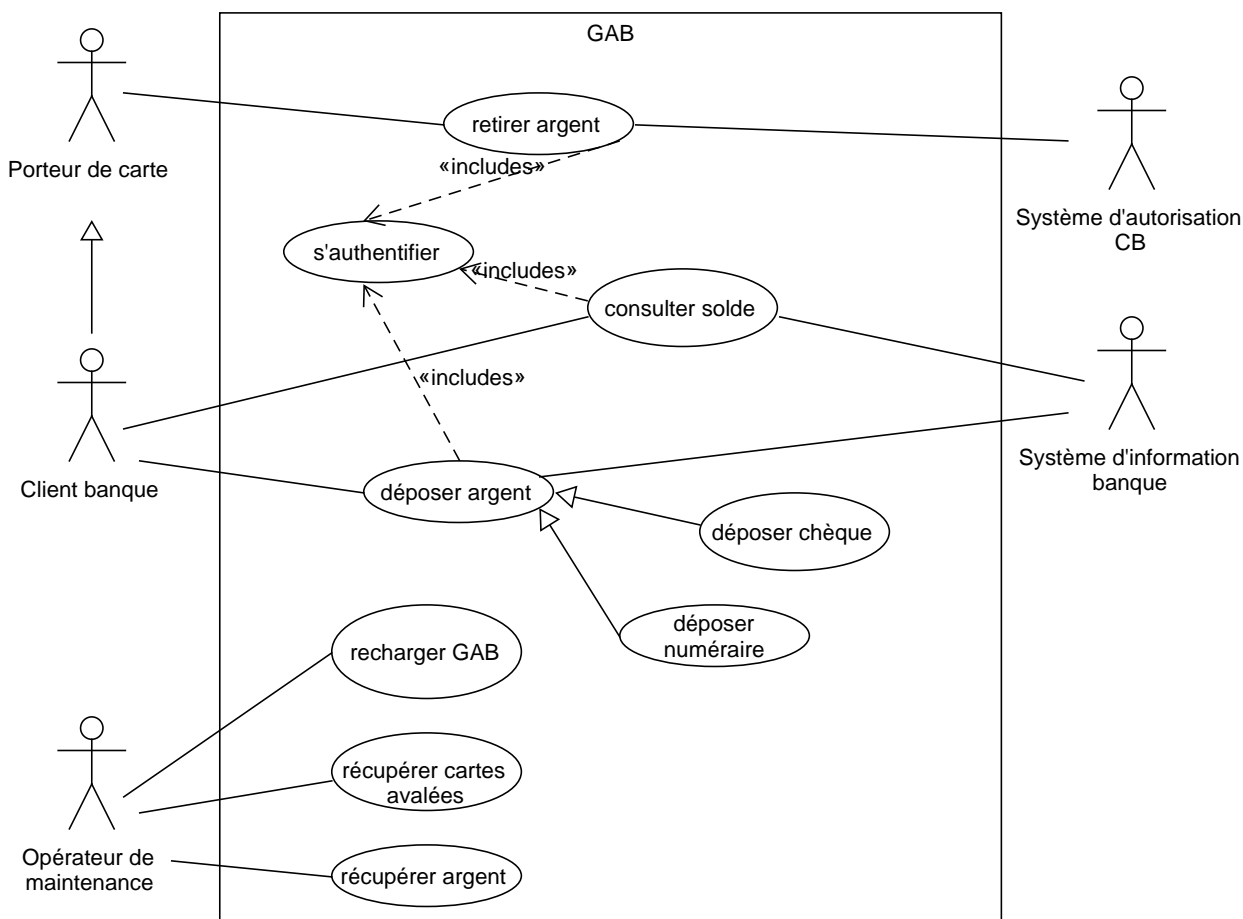 GAB
retirer argent
Porteur de carte
«includes»
Système d'autorisation
CB
s'authentifier
«includes»
consulter solde
«includes»
Client banque
déposer argent
Système d'information
banque
déposer chèque
déposer
numéraire
recharger GAB
récupérer cartes
avalées
Opérateur de
maintenance
récupérer argent